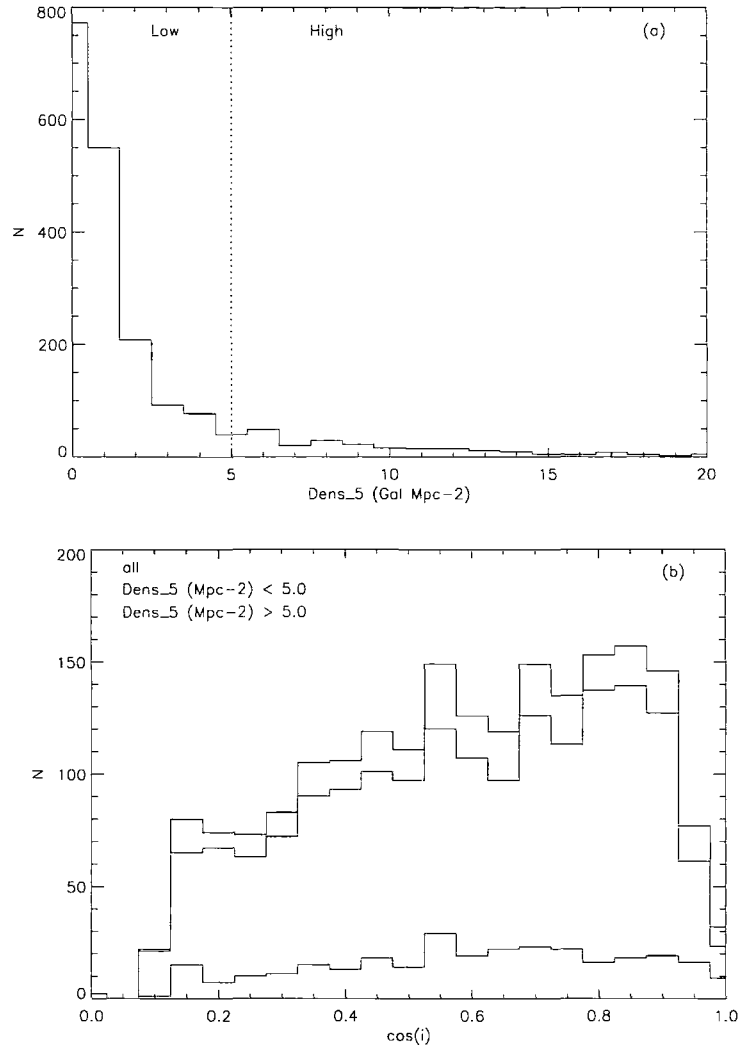 800
600
400
200
0
N
Low
High
(a)
0
5
10
15
20
Dens_5 (Gal Mpc-2)
200
150
100
50
0
N
all
Dens_5 (Mpc-2) < 5.0
Dens_5 (Mpc-2) > 5.0
(b)
0.0
0.2
0.4
0.6
0.8
1.0
cos(i)